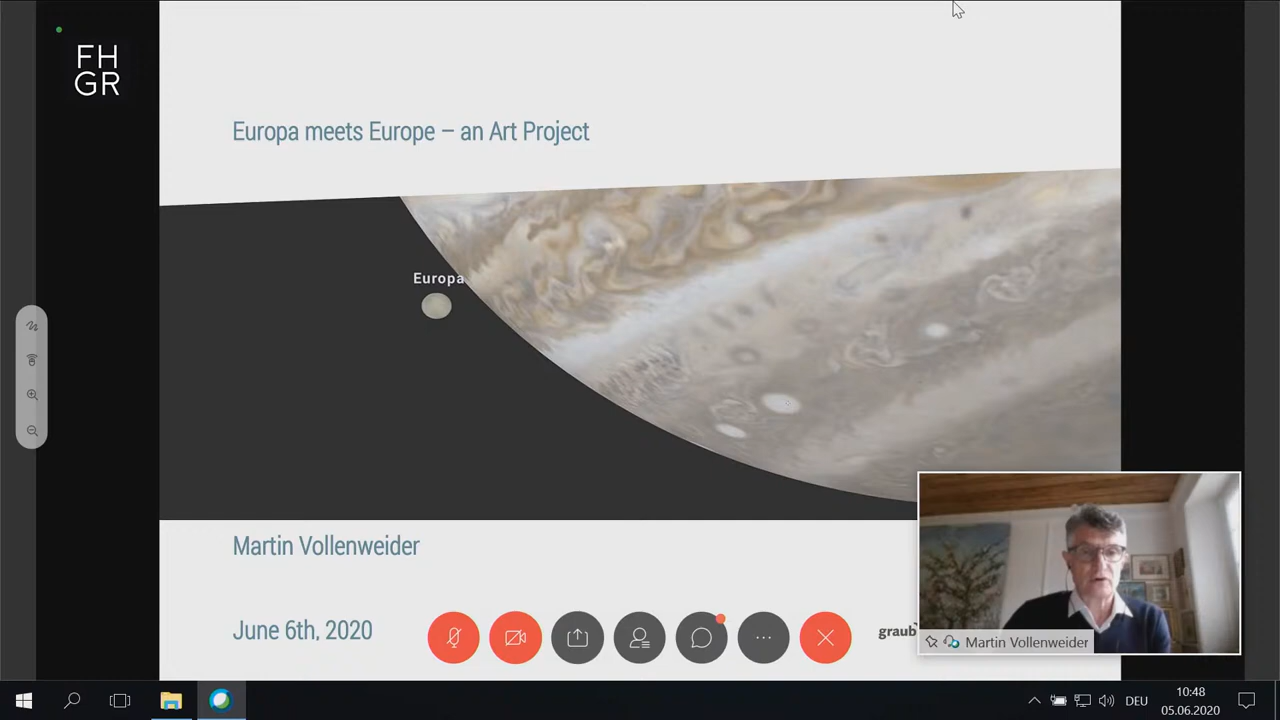 FH
GR
Europa meets Europe – an Art Project
Europa
Martin Vollenweider
June 6th, 2020
graub
Martin Vollenweider
DEU
10:48
05.06.2020